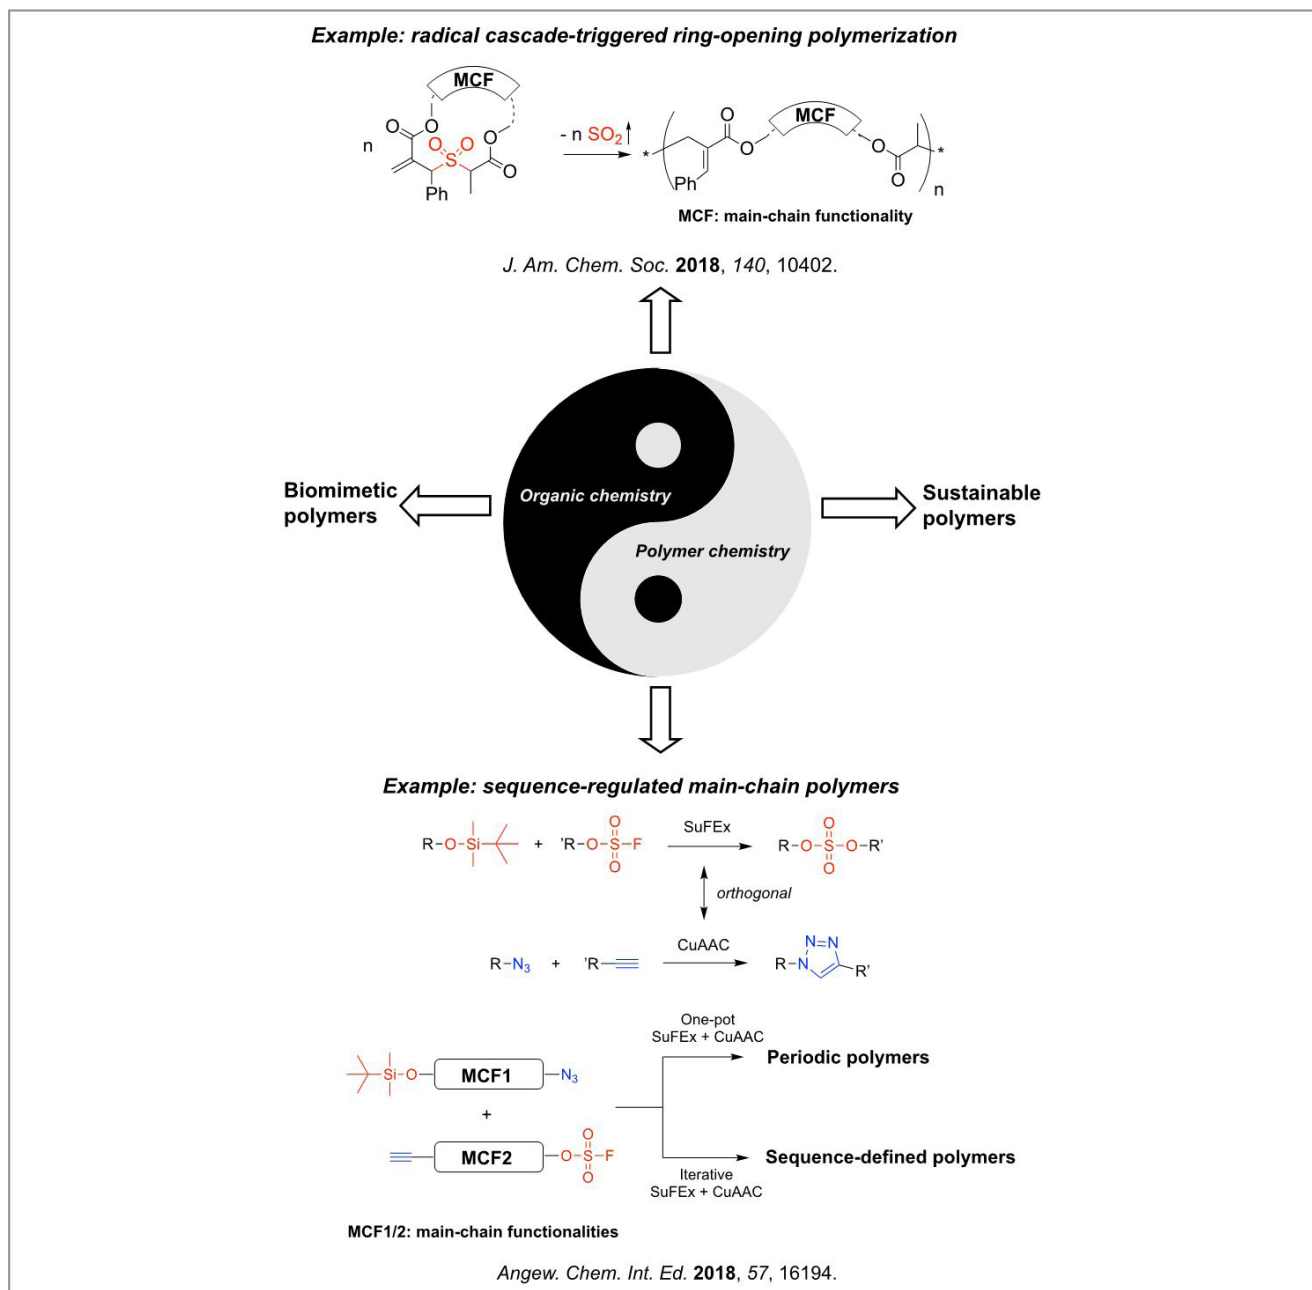 Example: radical cascade-triggered ring-opening polymerization
MCF
O
O
O O
S
O
O
n
Ph
- n SO2
MCF
O
O
O
O
Ph
*
*
n
MCF: main-chain functionality
J. Am. Chem. Soc. 2018, 140, 10402.
Biomimetic
polymers
Organic chemistry
Polymer chemistry
Sustainable
polymers
Example: sequence-regulated main-chain polymers
R-O-Si + 'R-O-S-F
O
O
SuFEx
R-O-S-O-R'
O
O
orthogonal
R-N3 + 'R
CuAAC
R-N
N=N
R'
One-pot
SuFEx + CuAAC
Periodic polymers
Si-O MCF1 N3
+
MCF2 O-S-F
O
O
Sequence-defined polymers
Iterative
SuFEx + CuAAC
MCF1/2: main-chain functionalities
Angew. Chem. Int. Ed. 2018, 57, 16194.